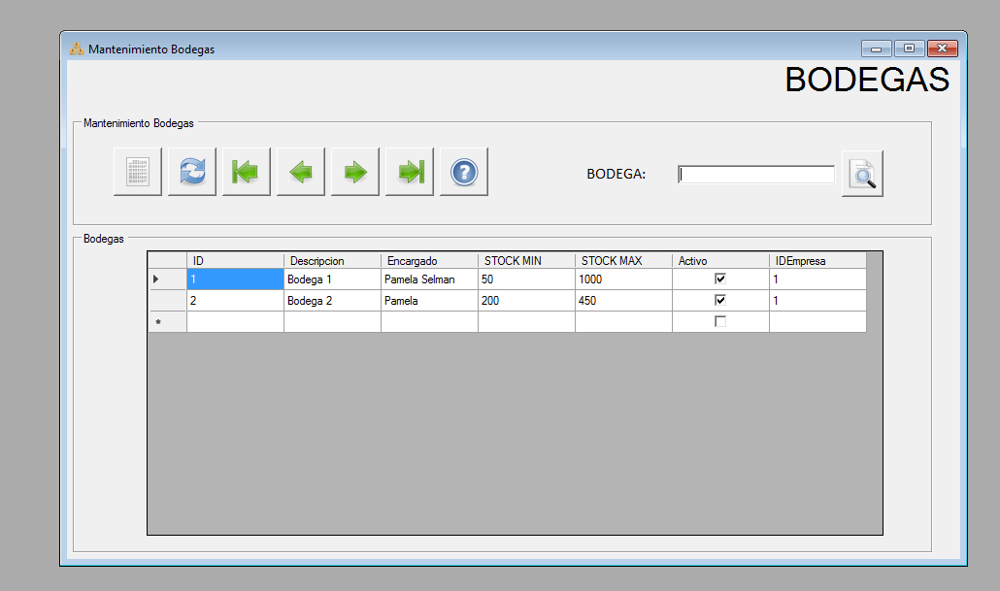 Mantenimiento Bodegas
BODEGAS
Mantenimiento Bodegas
BODEGA:
Bodegas
ID Descripcion Encargado STOCK MIN STOCK MAX Activo IDEmpresa
1 Bodega 1 Pamela Selman 50 1000 1
2 Bodega 2 Pamela 200 450 1